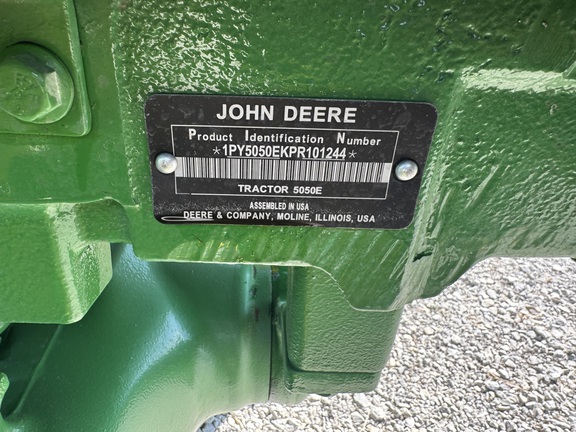 JOHN DEERE
Product Identification Number
*1PY5050EKPR101244*
TRACTOR 5050E
ASSEMBLED IN USA
DEERE & COMPANY, MOLINE, ILLINOIS, USA